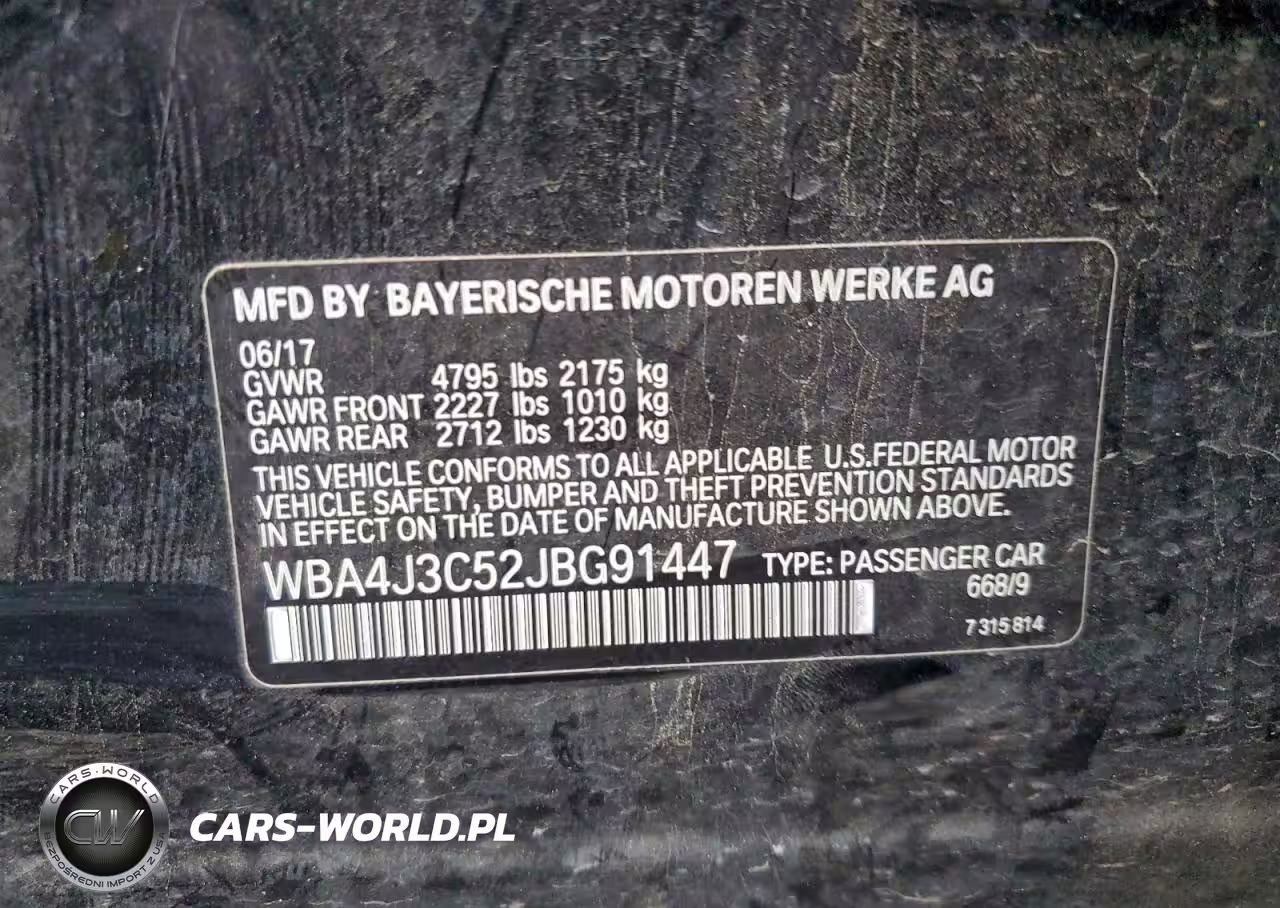 MFD BY BAYERISCHE MOTOREN WERKE AG
06/17
GVWR 4795 lbs 2175 kg
GAWR FRONT 2227 lbs 1010 kg
GAWR REAR 2712 lbs 1230 kg
THIS VEHICLE CONFORMS TO ALL APPLICABLE U.S.FEDERAL MOTOR
VEHICLE SAFETY, BUMPER AND THEFT PREVENTION STANDARDS
IN EFFECT ON THE DATE OF MANUFACTURE SHOWN ABOVE.
WBA4J3C52JBG91447 TYPE: PASSENGER CAR
668/9
7 315 814
CARS-WORLD
CW
BEZPOŚREDNI IMPORT Z USA
CARS-WORLD.PL